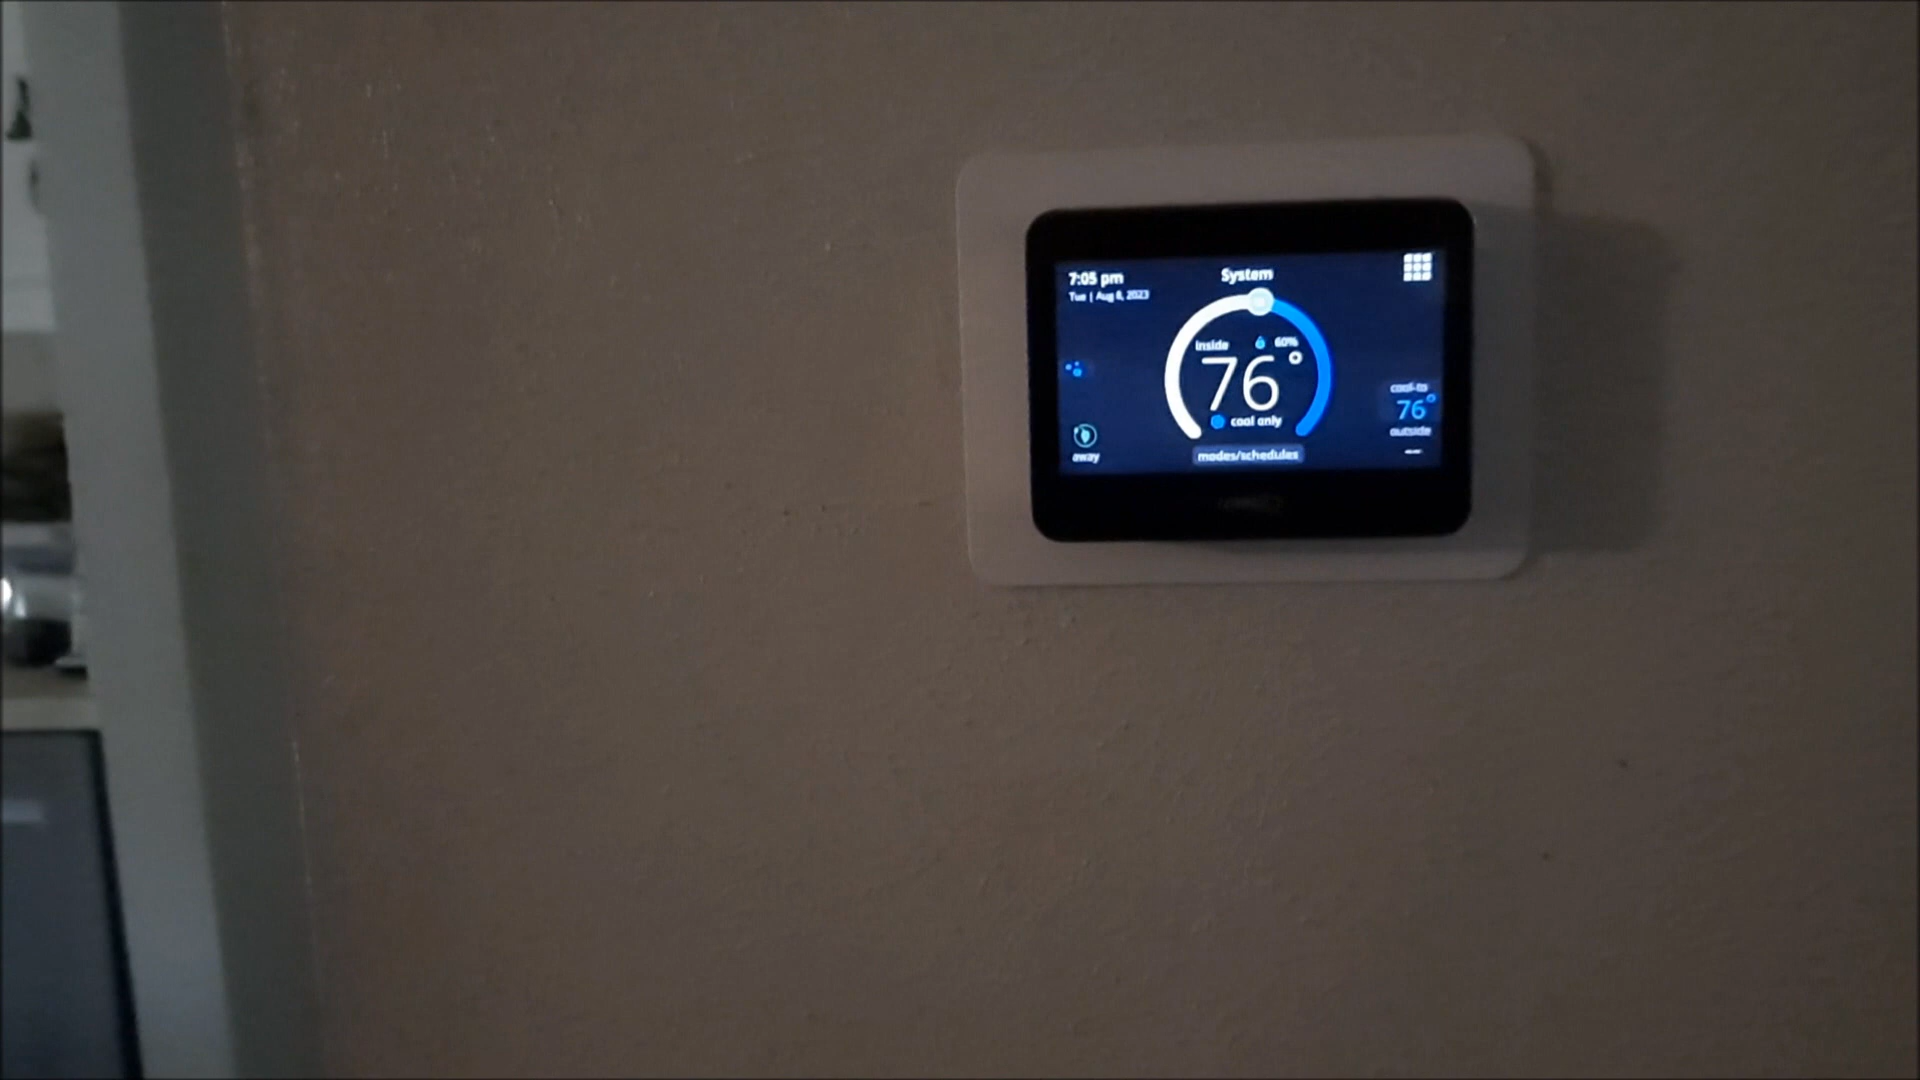 7:05 pm
System
Tue | Aug 8, 2023
inside 60%
76°
cool only
cool-to
76°
outside
--
away
modes/schedules